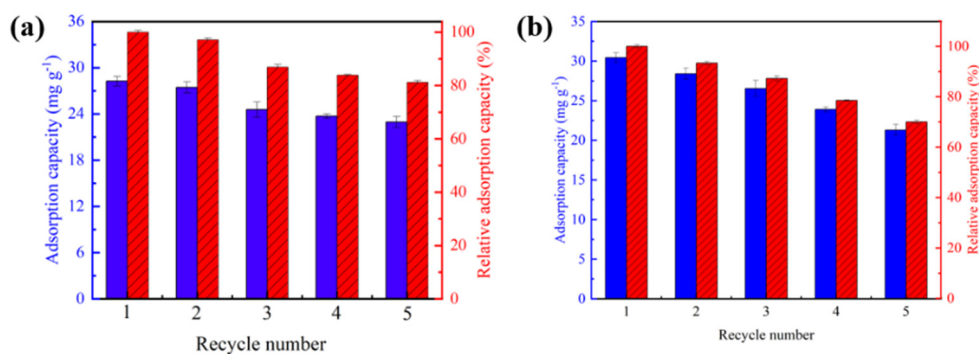 (a)
Adsorption capacity (mg g⁻¹)
36
30
24
18
12
6
0
1 2 3 4 5
Recycle number
100
80
60
40
20
0
Relative adsorption capacity (%)
(b)
Adsorption capacity (mg g⁻¹)
35
30
25
20
15
10
5
0
1 2 3 4 5
Recycle number
100
80
60
40
20
0
Relative adsorption capacity (%)